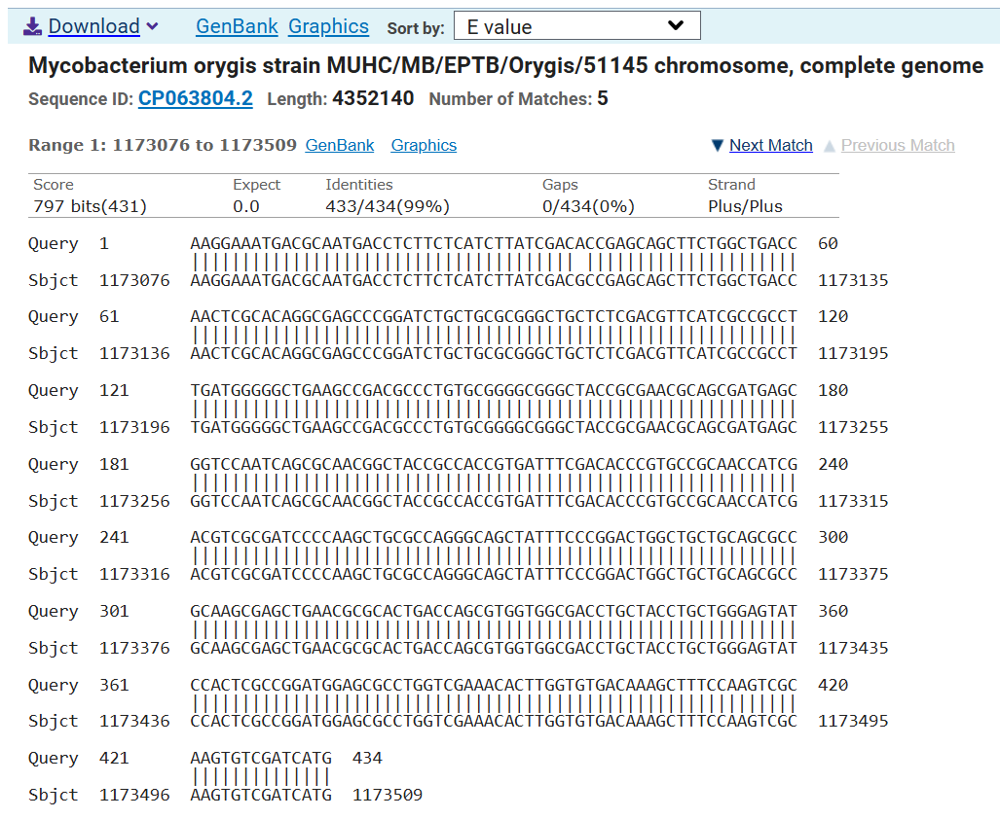 Download GenBank Graphics Sort by: E value
Mycobacterium orygis strain MUHC/MB/EPTB/Orygis/51145 chromosome, complete genome
Sequence ID: CP063804.2 Length: 4352140 Number of Matches: 5
Range 1: 1173076 to 1173509 GenBank Graphics Next Match Previous Match
Score Expect Identities Gaps Strand
797 bits(431) 0.0 433/434(99%) 0/434(0%) Plus/Plus
Query 1 AAGGAAATGACGCAATGACCTCTTCTCATCTTATCGACACCGAGCAGCTTCTGGCTGACC 60
||||||||||||||||||||||||||||||||||||||| ||||||||||||||||||||
Sbjct 1173076 AAGGAAATGACGCAATGACCTCTTCTCATCTTATCGACGCCGAGCAGCTTCTGGCTGACC 1173135
Query 61 AACTCGCACAGGCGAGCCCGGATCTGCTGCGCGGGCTGCTCTCGACGTTCATCGCCGCCT 120
||||||||||||||||||||||||||||||||||||||||||||||||||||||||||||
Sbjct 1173136 AACTCGCACAGGCGAGCCCGGATCTGCTGCGCGGGCTGCTCTCGACGTTCATCGCCGCCT 1173195
Query 121 TGATGGGGGCTGAAGCCGACGCCCTGTGCGGGGCGGGCTACCGCGAACGCAGCGATGAGC 180
||||||||||||||||||||||||||||||||||||||||||||||||||||||||||||
Sbjct 1173196 TGATGGGGGCTGAAGCCGACGCCCTGTGCGGGGCGGGCTACCGCGAACGCAGCGATGAGC 1173255
Query 181 GGTCCAATCAGCGCAACGGCTACCGCCACCGTGATTTCGACACCCGTGCCGCAACCATCG 240
||||||||||||||||||||||||||||||||||||||||||||||||||||||||||||
Sbjct 1173256 GGTCCAATCAGCGCAACGGCTACCGCCACCGTGATTTCGACACCCGTGCCGCAACCATCG 1173315
Query 241 ACGTCGCGATCCCCAAGCTGCGCCAGGGCAGCTATTTCCCGGACTGGCTGCTGCAGCGCC 300
||||||||||||||||||||||||||||||||||||||||||||||||||||||||||||
Sbjct 1173316 ACGTCGCGATCCCCAAGCTGCGCCAGGGCAGCTATTTCCCGGACTGGCTGCTGCAGCGCC 1173375
Query 301 GCAAGCGAGCTGAACGCGCACTGACCAGCGTGGTGGCGACCTGCTACCTGCTGGGAGTAT 360
||||||||||||||||||||||||||||||||||||||||||||||||||||||||||||
Sbjct 1173376 GCAAGCGAGCTGAACGCGCACTGACCAGCGTGGTGGCGACCTGCTACCTGCTGGGAGTAT 1173435
Query 361 CCACTCGCCGGATGGAGCGCCTGGTCGAAACACTTGGTGTGACAAAGCTTTCCAAGTCGC 420
||||||||||||||||||||||||||||||||||||||||||||||||||||||||||||
Sbjct 1173436 CCACTCGCCGGATGGAGCGCCTGGTCGAAACACTTGGTGTGACAAAGCTTTCCAAGTCGC 1173495
Query 421 AAGTGTCGATCATG 434
||||||||||||||
Sbjct 1173496 AAGTGTCGATCATG 1173509